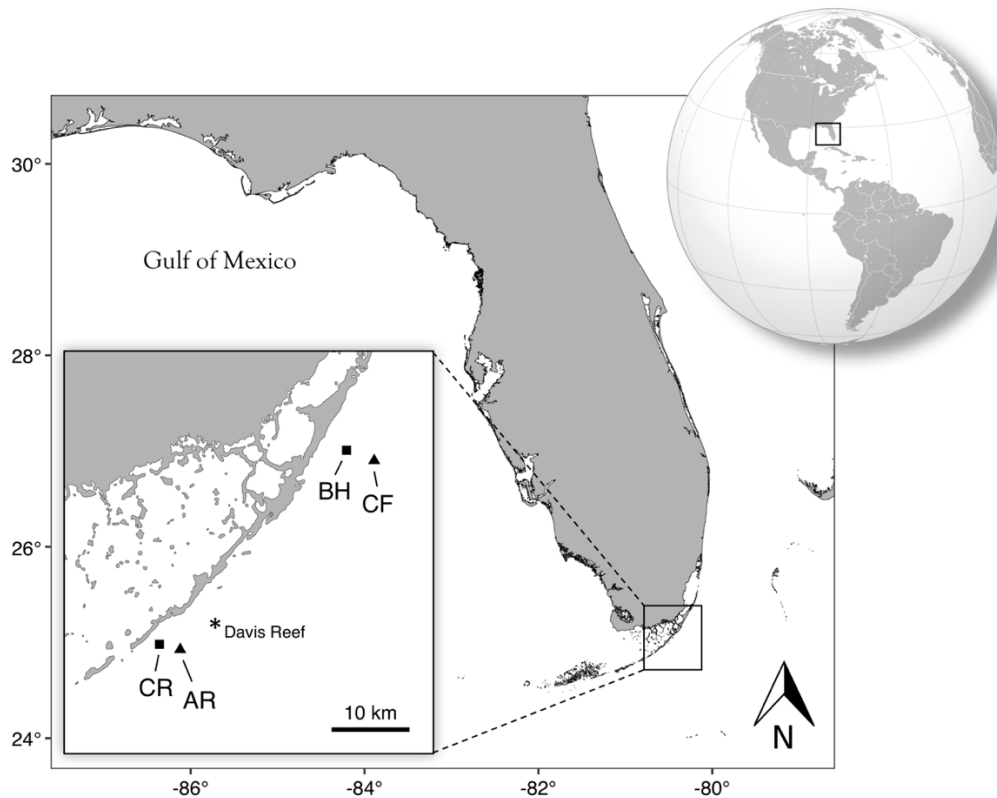 30°
Gulf of Mexico
28°
BH
CF
26°
*
Davis Reef
CR
AR
10 km
N
24°
-86°
-84°
-82°
-80°